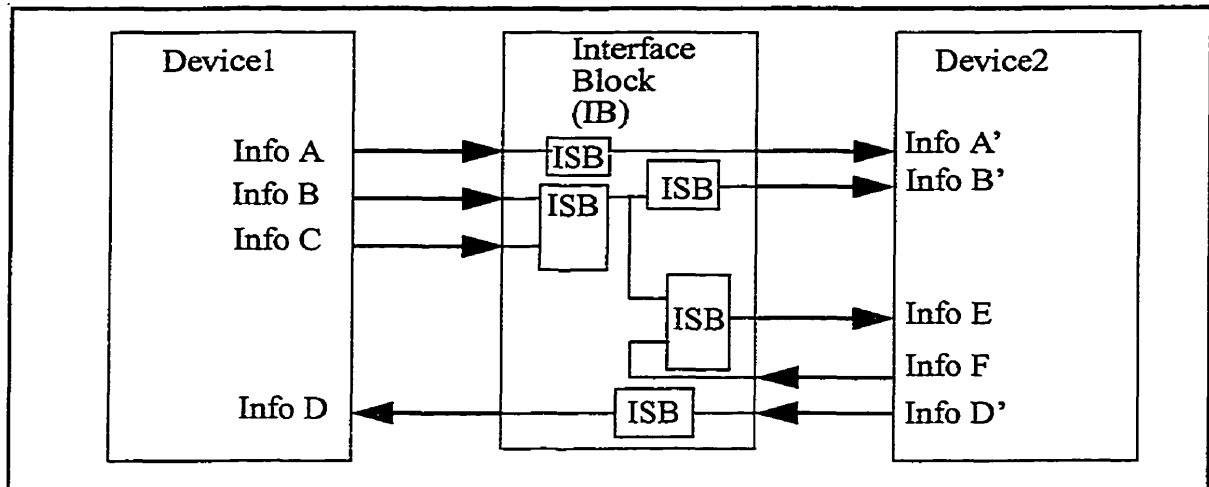 Device1
Info A
Info B
Info C
Info D
Interface
Block
(IB)
ISB
ISB
ISB
ISB
ISB
Device2
Info A’
Info B’
Info E
Info F
Info D’